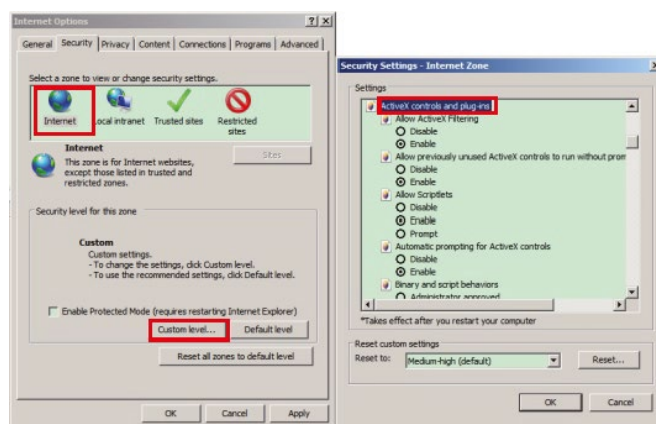 Internet Options
General Security Privacy Content Connections Programs Advanced
Select a zone to view or change security settings.
Internet Local intranet Trusted sites Restricted
sites
Internet
Sites
This zone is for Internet websites,
except those listed in trusted and
restricted zones.
Security level for this zone
Custom
Custom settings.
- To change the settings, click Custom level.
- To use the recommended settings, click Default level.
Enable Protected Mode (requires restarting Internet Explorer)
Custom level... Default level
Reset all zones to default level
OK Cancel Apply
Security Settings - Internet Zone
Settings
ActiveX controls and plug-ins
Allow ActiveX Filtering
Disable
Enable
Allow previously unused ActiveX controls to run without prom
Disable
Enable
Allow Scriptlets
Disable
Enable
Prompt
Automatic prompting for ActiveX controls
Disable
Enable
Binary and script behaviors
Administrator approved
*Takes effect after you restart your computer
Reset custom settings
Reset to: Medium-high (default) Reset...
OK Cancel